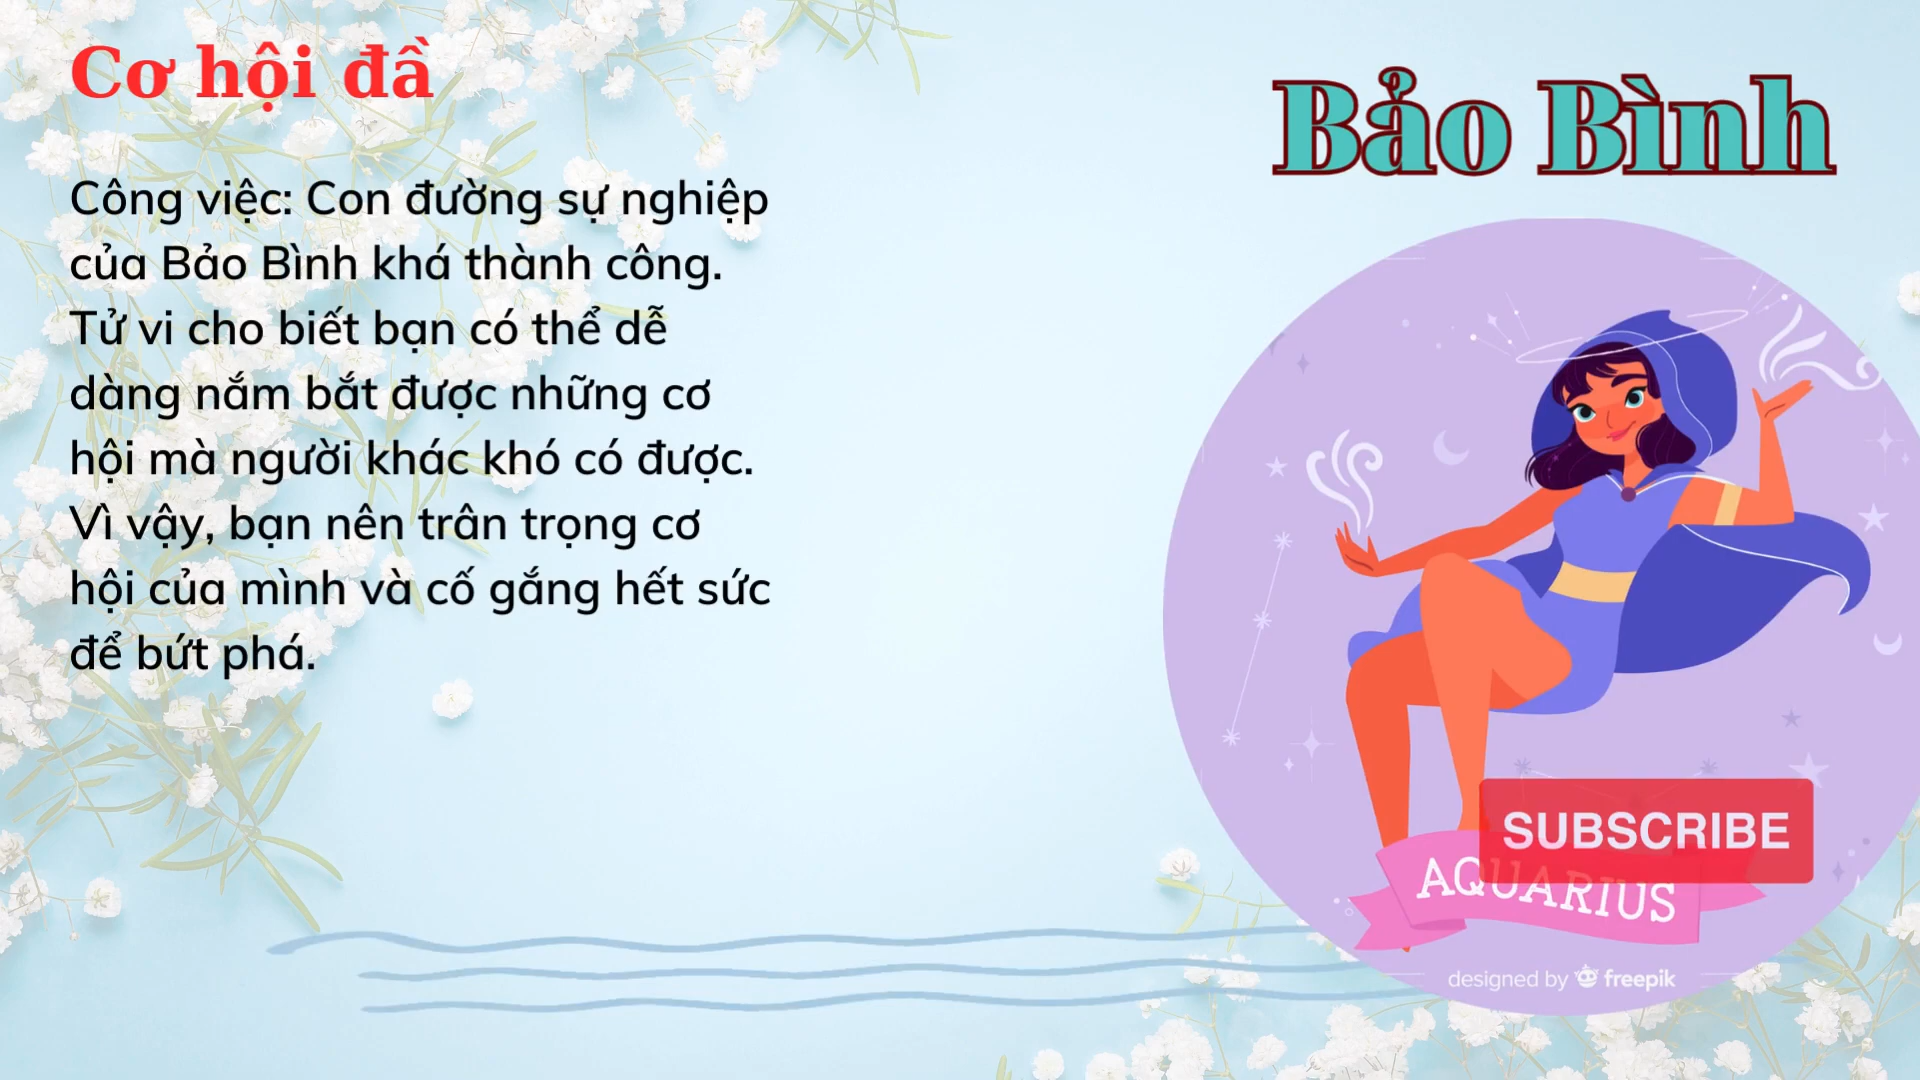 Cơ hội đầ
Bảo Bình
Công việc: Con đường sự nghiệp
của Bảo Bình khá thành công.
Tử vi cho biết bạn có thể dễ
dàng nắm bắt được những cơ
hội mà người khác khó có được.
Vì vậy, bạn nên trân trọng cơ
hội của mình và cố gắng hết sức
để bứt phá.
SUBSCRIBE
AQUARIUS
designed by freepik